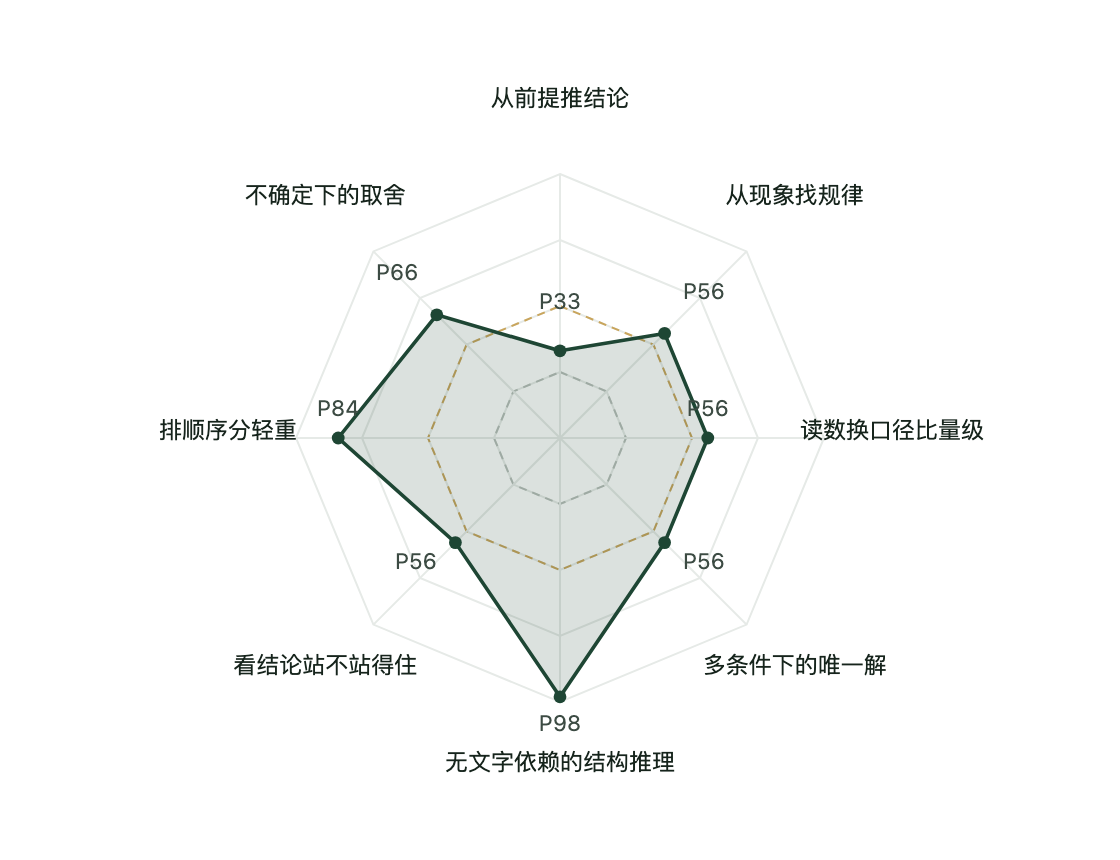 从前提推结论
不确定下的取舍
从现象找规律
P66
P56
P33
P84
P56
排顺序分轻重
读数换口径比量级
P56
P56
看结论站不站得住
多条件下的唯一解
P98
无文字依赖的结构推理